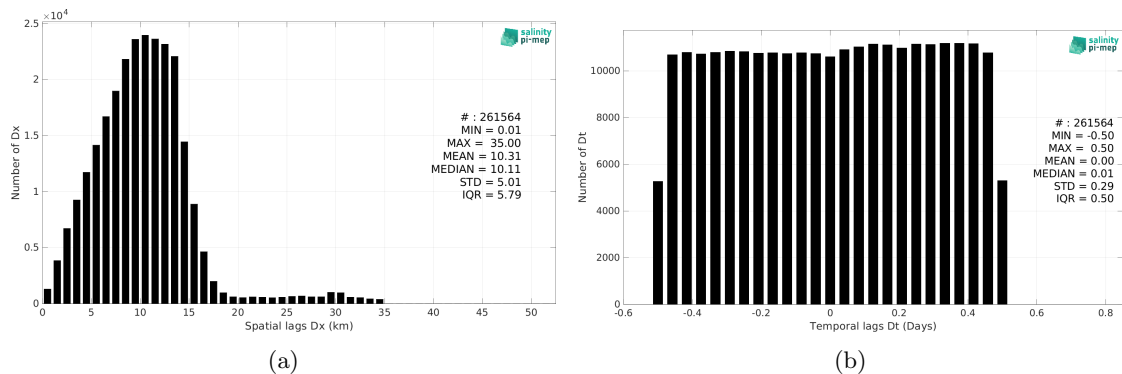 ×10⁴
2.5
2
1.5
1
0.5
0
0 5 10 15 20 25 30 35 40 45 50
Number of Dx
Spatial lags Dx (km)
salinity
pi-mep
# : 261564
MIN = 0.01
MAX = 35.00
MEAN = 10.31
MEDIAN = 10.11
STD = 5.01
IQR = 5.79
(a)
10000
8000
6000
4000
2000
0
-0.6 -0.4 -0.2 0 0.2 0.4 0.6 0.8
Number of Dt
Temporal lags Dt (Days)
salinity
pi-mep
# : 261564
MIN = -0.50
MAX = 0.50
MEAN = 0.00
MEDIAN = 0.01
STD = 0.29
IQR = 0.50
(b)